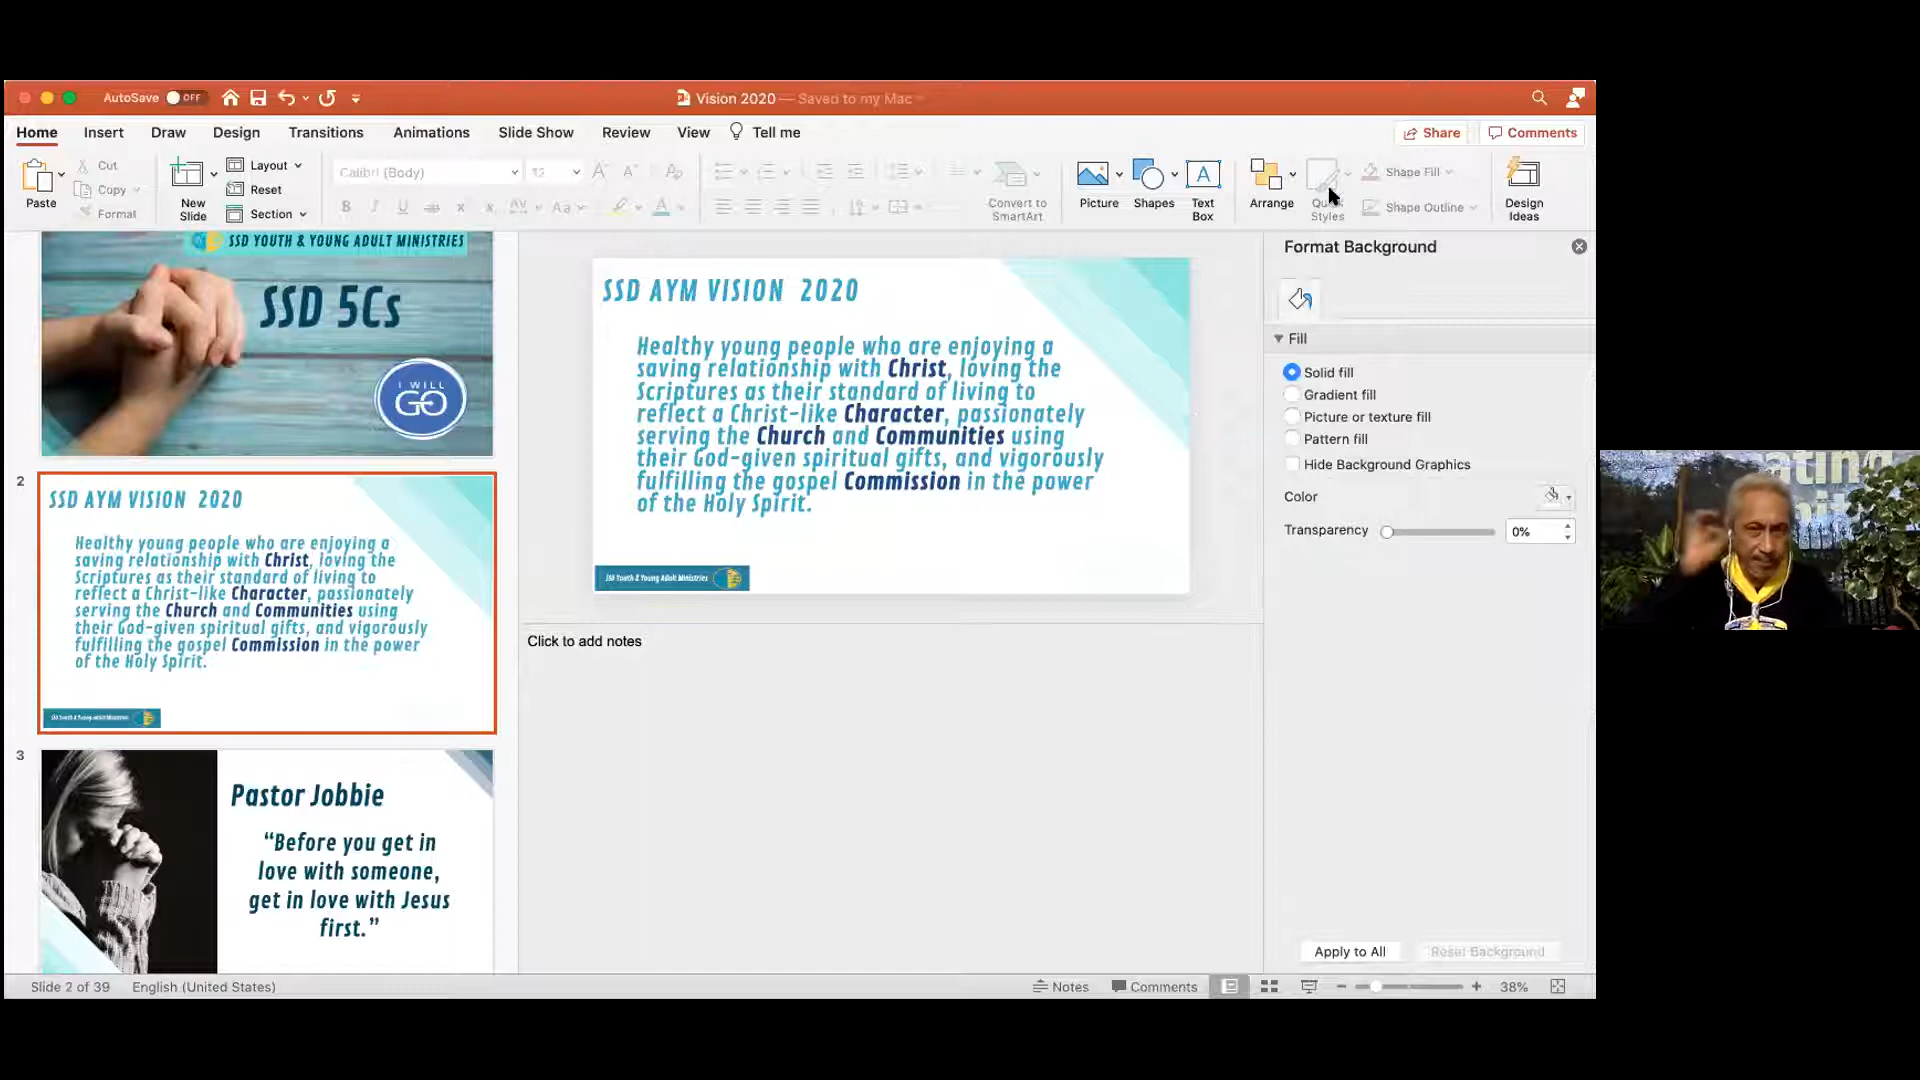 AutoSave
OFF
Vision 2020 — Saved to my Mac
Home
Insert
Draw
Design
Transitions
Animations
Slide Show
Review
View
Tell me
Share
Comments
Paste
Cut
Copy
Format
New
Slide
Layout
Reset
Section
Calibri (Body)
12
Convert to
SmartArt
Picture
Shapes
Text
Box
Arrange
Styles
Shape Fill
Shape Outline
Design
Ideas
SSD YOUTH & YOUNG ADULT MINISTRIES
SSD 5Cs
I WILL
GO
2
SSD AYM VISION 2020
Healthy young people who are enjoying a
saving relationship with Christ, loving the
Scriptures as their standard of living to
reflect a Christ-like Character, passionately
serving the Church and Communities using
their God-given spiritual gifts, and vigorously
fulfilling the gospel Commission in the power
of the Holy Spirit.
SSD Youth & Young Adult Ministries
3
Pastor Jobbie
“Before you get in
love with someone,
get in love with Jesus
first.”
SSD AYM VISION 2020
Healthy young people who are enjoying a
saving relationship with Christ, loving the
Scriptures as their standard of living to
reflect a Christ-like Character, passionately
serving the Church and Communities using
their God-given spiritual gifts, and vigorously
fulfilling the gospel Commission in the power
of the Holy Spirit.
SSD Youth & Young Adult Ministries
Click to add notes
Format Background
Fill
Solid fill
Gradient fill
Picture or texture fill
Pattern fill
Hide Background Graphics
Color
Transparency
0%
Apply to All
Reset Background
Slide 2 of 39
English (United States)
Notes
Comments
38%